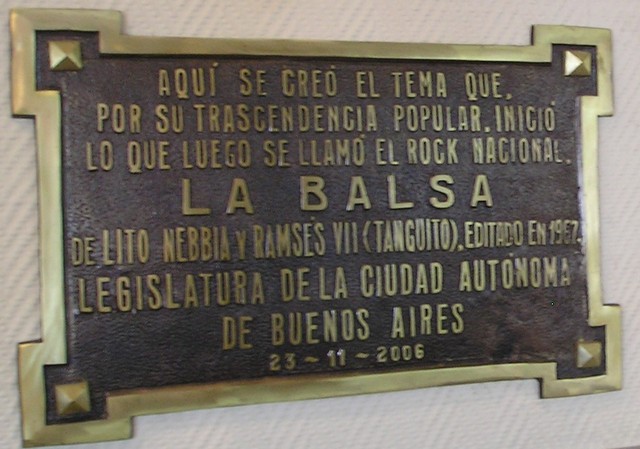 AQUÍ SE CREÓ EL TEMA QUE,
POR SU TRASCENDENCIA POPULAR, INICIÓ
LO QUE LUEGO SE LLAMÓ EL ROCK NACIONAL.
LA BALSA
DE LITO NEBBIA Y RAMSÉS VII (TANGUITO). EDITADO EN 1967.
LEGISLATURA DE LA CIUDAD AUTÓNOMA
DE BUENOS AIRES
23 - 11 - 2006